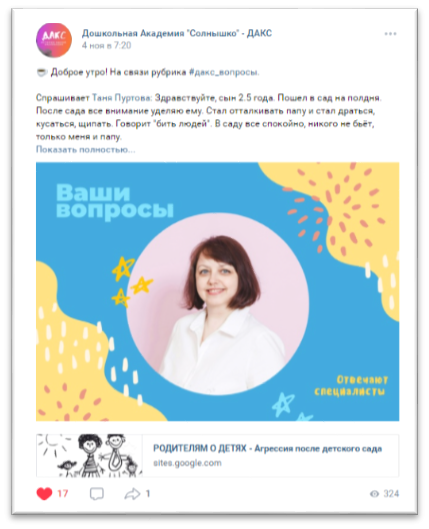 ДАКС
Дошкольная Академия "Солнышко" - ДАКС
4 ноя в 7:20
Доброе утро! На связи рубрика #дакс_вопросы.
Спрашивает Таня Пуртова: Здравствуйте, сын 2.5 года. Пошел в сад на полдня.
После сада все внимание уделяю ему. Стал отталкивать папу и стал драться,
кусаться, щипать. Говорит "бить людей". В саду все спокойно, никого не бьёт,
только меня и папу.
Показать полностью...
Ваши
вопросы
Отвечают
специалисты
РОДИТЕЛЯМ О ДЕТЯХ - Агрессия после детского сада
sites.google.com
17
1
324